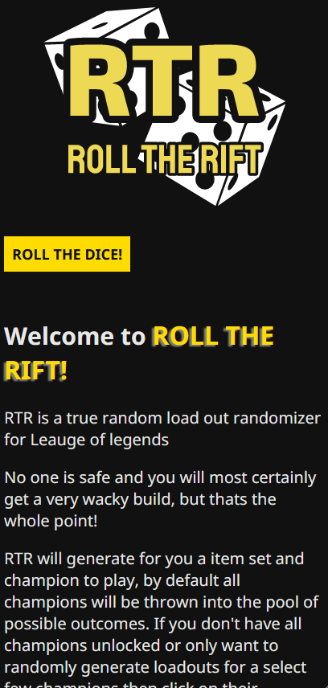 RTR
ROLL THE RIFT
ROLL THE DICE!
Welcome to ROLL THE
RIFT!
RTR is a true random load out randomizer
for Leauge of legends
No one is safe and you will most certainly
get a very wacky build, but thats the
whole point!
RTR will generate for you a item set and
champion to play, by default all
champions will be thrown into the pool of
possible outcomes. If you don't have all
champions unlocked or only want to
randomly generate loadouts for a select
few champions then click on their